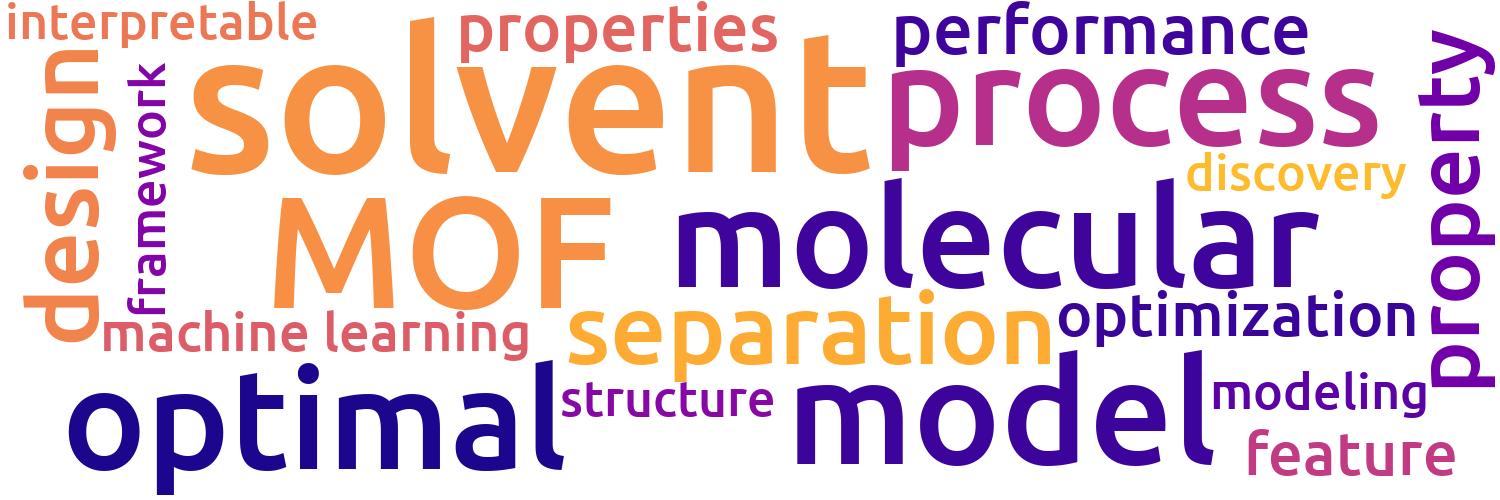 interpretable
properties
performance
solvent
process
design
framework
property
discovery
MOF
molecular
machine learning
separation
optimization
optimal
structure
model
modeling
feature